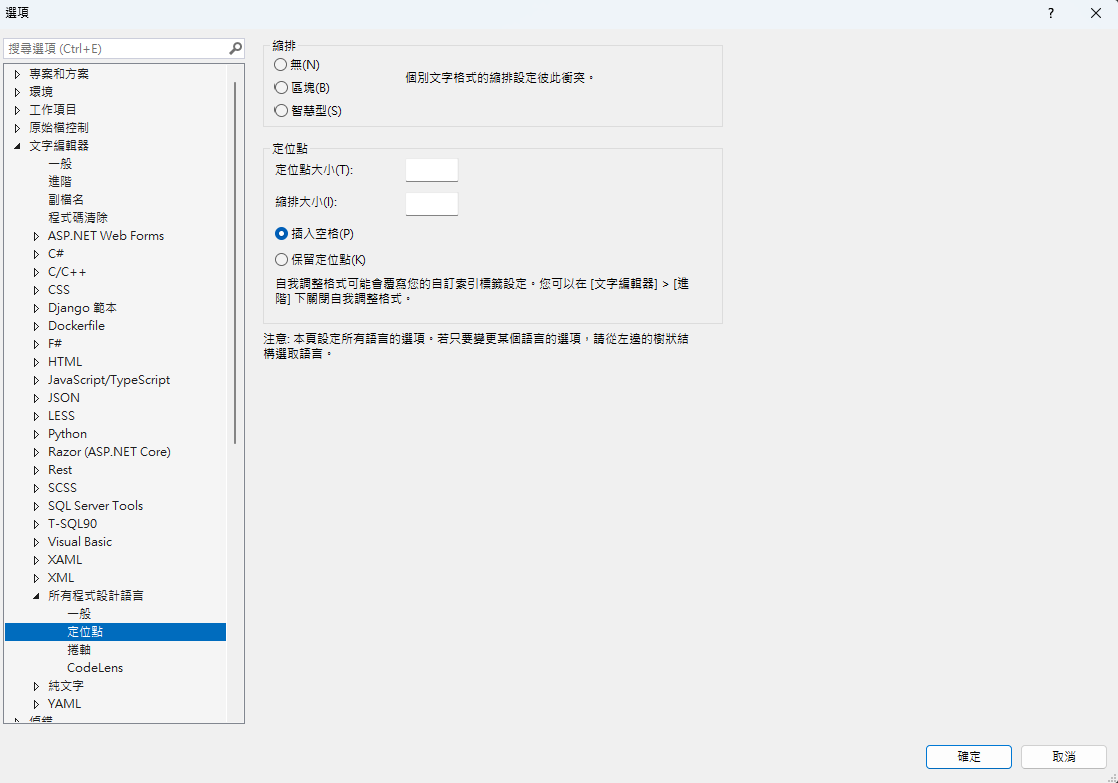 選項
?
搜尋選項 (Ctrl+E)
專案和方案
環境
工作項目
原始檔控制
文字編輯器
一般
進階
副檔名
程式碼清除
ASP.NET Web Forms
C#
C/C++
CSS
Django 範本
Dockerfile
F#
HTML
JavaScript/TypeScript
JSON
LESS
Python
Razor (ASP.NET Core)
Rest
SCSS
SQL Server Tools
T-SQL90
Visual Basic
XAML
XML
所有程式設計語言
一般
定位點
捲軸
CodeLens
純文字
YAML
偵錯
縮排
無(N)
個別文字格式的縮排設定彼此衝突。
區塊(B)
智慧型(S)
定位點
定位點大小(T):
縮排大小(I):
插入空格(P)
保留定位點(K)
自我調整格式可能會覆寫您的自訂索引標籤設定。您可以在 [文字編輯器] > [進
階] 下關閉自我調整格式。
注意: 本頁設定所有語言的選項。若只要變更某個語言的選項，請從左邊的樹狀結
構選取語言。
確定
取消